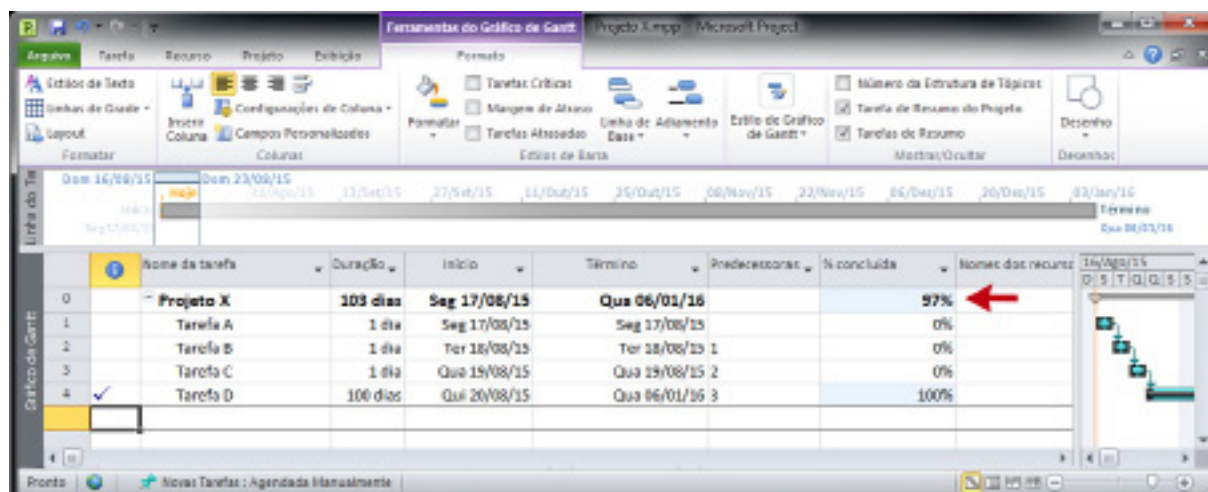 Ferramentas do Gráfico de Gantt Projeto X.mpp - Microsoft Project
Arquivo Tarefa Recurso Projeto Exibição Formato
Estilos de Texto
Linhas de Grade
Layout
Formatar
Inserir Coluna
Configurações de Coluna
Campos Personalizados
Colunas
Formatar
Tarefas Críticas
Margem de Atraso
Tarefas Atrasadas
Linha de Base
Adiamento
Estilos de Barra
Estilo de Gráfico de Gantt
Número da Estrutura de Tópicos
Tarefa de Resumo do Projeto
Tarefas de Resumo
Mostrar/Ocultar
Desenho
Desenhos
Linha do Te
Dom 16/08/15 Dom 23/08/15
Hoje 13/Set/15 27/Set/15 11/Out/15 25/Out/15 08/Nov/15 22/Nov/15 06/Dez/15 20/Dez/15 03/Jan/16
Término
Qua 06/01/16
Nome da tarefa Duração Início Término Predecessoras % concluída Nomes dos recurso 16/Ago/15
D S T Q Q S S
0 Projeto X 103 dias Seg 17/08/15 Qua 06/01/16 97%
1 Tarefa A 1 dia Seg 17/08/15 Seg 17/08/15 0%
2 Tarefa B 1 dia Ter 18/08/15 Ter 18/08/15 1 0%
3 Tarefa C 1 dia Qua 19/08/15 Qua 19/08/15 2 0%
4 Tarefa D 100 dias Qui 20/08/15 Qua 06/01/16 3 100%
Gráfico de Gantt
Pronto Novas Tarefas : Agendada Manualmente